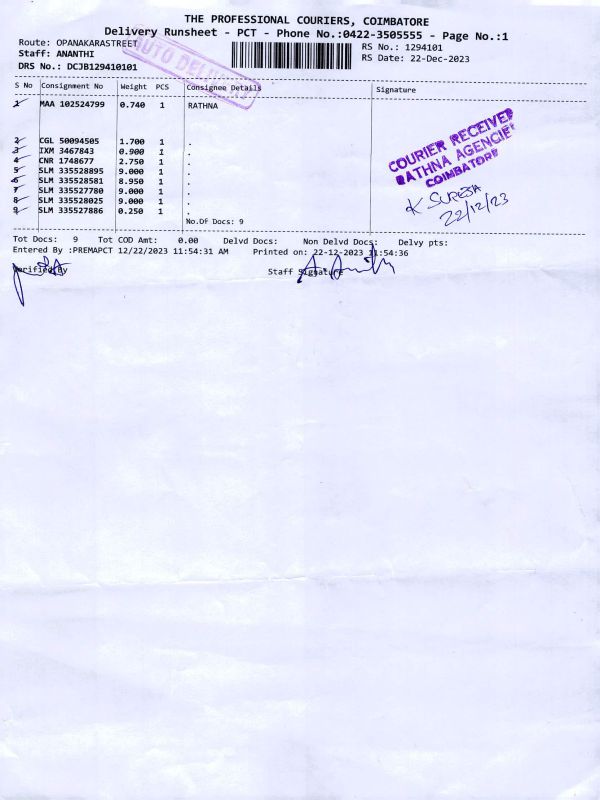 THE PROFESSIONAL COURIERS, COIMBATORE
Delivery Runsheet - PCT - Phone No.:0422-3505555 - Page No.:1
Route: OPANAKARASTREET
RS No.: 1294101
Staff: ANANTHI
RS Date: 22-Dec-2023
DRS No.: DCJB129410101
AUTO DELIVERY
S No Consignment No Weight PCS Consignee Details Signature
1 MAA 102524799 0.740 1 RATHNA
2 CGL 50094505 1.700 1 .
3 IXM 3467843 0.900 1 .
4 CNR 1748677 2.750 1 .
5 SLM 335528895 9.000 1 .
6 SLM 335528581 8.950 1 .
7 SLM 335527780 9.000 1 .
8 SLM 335528025 9.000 1 .
9 SLM 335527886 0.250 1 .
No.Of Docs: 9
COURIER RECEIVED
RATHNA AGENCIE
COIMBATORE
K SURESH
22/12/23
Tot Docs: 9 Tot COD Amt: 0.00 Delvd Docs: Non Delvd Docs: Delvy pts:
Entered By :PREMAPCT 12/22/2023 11:54:31 AM Printed on: 22-12-2023 11:54:36
Verified By Staff Signature